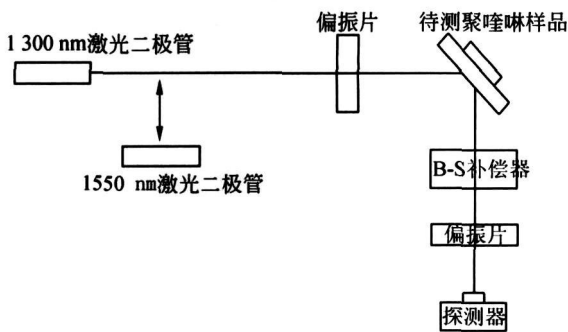 偏振片
待测聚喹啉样品
1 300 nm激光二极管
1550 nm激光二极管
B-S补偿器
偏振片
探测器